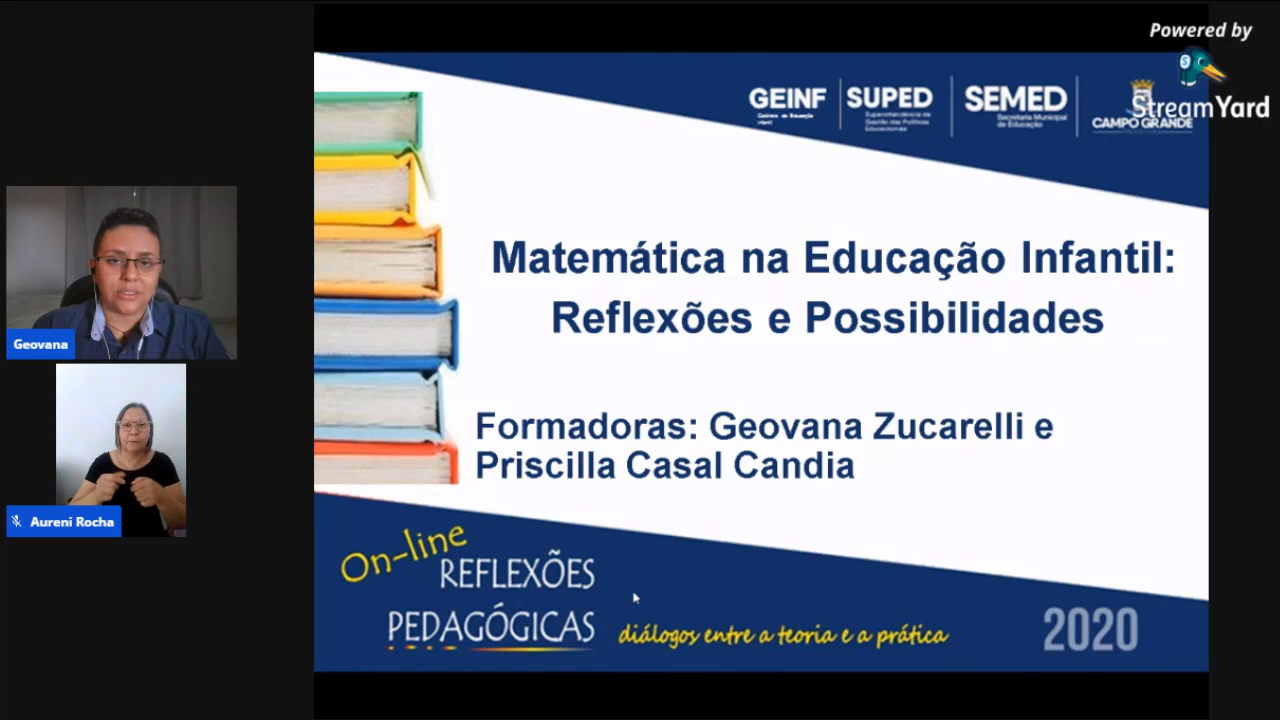 Powered by
StreamYard
GEINF
SUPED
SEMED
Secretaria Municipal
de Educação
CAMPO GRANDE
Matemática na Educação Infantil:
Reflexões e Possibilidades
Formadoras: Geovana Zucarelli e
Priscilla Casal Candia
Geovana
Aureni Rocha
On-line
REFLEXÕES
PEDAGÓGICAS
diálogos entre a teoria e a prática
2020